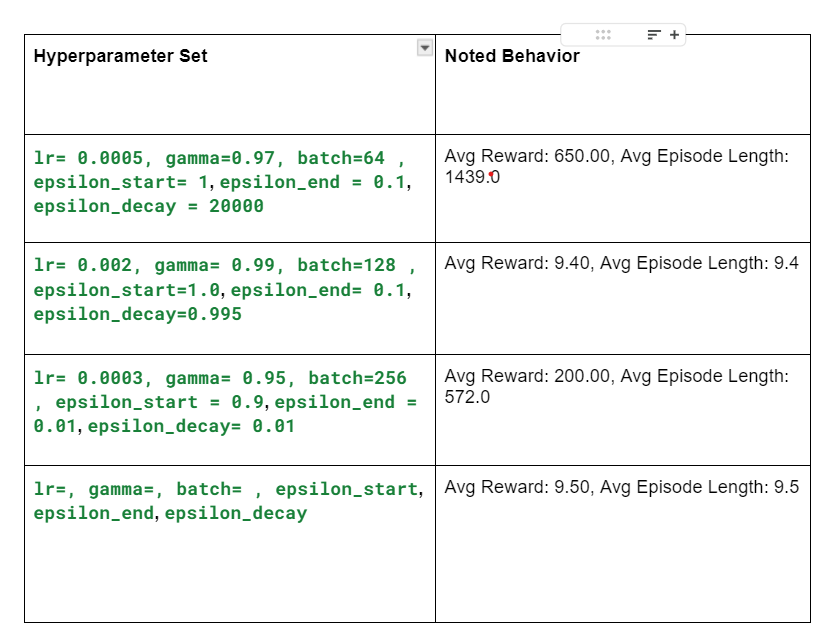 Hyperparameter Set
Noted Behavior
lr= 0.0005, gamma=0.97, batch=64 ,
epsilon_start= 1, epsilon_end = 0.1,
epsilon_decay = 20000
Avg Reward: 650.00, Avg Episode Length:
1439.0
lr= 0.002, gamma= 0.99, batch=128 ,
epsilon_start=1.0, epsilon_end= 0.1,
epsilon_decay=0.995
Avg Reward: 9.40, Avg Episode Length: 9.4
lr= 0.0003, gamma= 0.95, batch=256
, epsilon_start = 0.9, epsilon_end =
0.01, epsilon_decay= 0.01
Avg Reward: 200.00, Avg Episode Length:
572.0
lr=, gamma=, batch= , epsilon_start,
epsilon_end, epsilon_decay
Avg Reward: 9.50, Avg Episode Length: 9.5